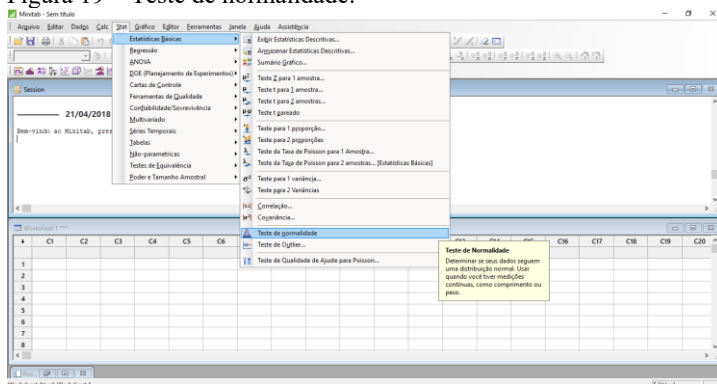 Figura 19 – Teste de normalidade.
Minitab - Sem título
Arquivo Editar Dados Calc Stat Gráfico Editor Ferramentas Janela Ajuda Assistência
Estatísticas Básicas
Regressão
ANOVA
DOE (Planejamento de Experimentos)
Cartas de Controle
Ferramentas de Qualidade
Confiabilidade/Sobrevivência
Multivariado
Séries Temporais
Tabelas
Não-parametricas
Testes de Equivalência
Poder e Tamanho Amostral
Exibir Estatísticas Descritivas...
Armazenar Estatísticas Descritivas...
Sumário Gráfico...
Teste Z para 1 amostra...
Teste t para 1 amostra...
Teste t para 2 amostras...
Teste t pareado
Teste para 1 proporção...
Teste para 2 proporções
Teste da Taxa de Poisson para 1 Amostra...
Teste da Taxa de Poisson para 2 amostras... [Estatísticas Básicas]
Teste para 1 variância...
Teste para 2 Variâncias
Correlação...
Covariância...
Teste de normalidade
Teste de Outlier...
Teste de Qualidade de Ajuste para Poisson...
Teste de Normalidade
Determinar se seus dados seguem
uma distribuição normal. Usar
quando você tiver medições
contínuas, como comprimento ou
peso.
Session
21/04/2018
Bem-vindo ao Minitab, pres
Worksheet 1 ***
C1 C2 C3 C4 C5 C6 C16 C17 C18 C19 C20
1
2
3
4
5
6
7
8